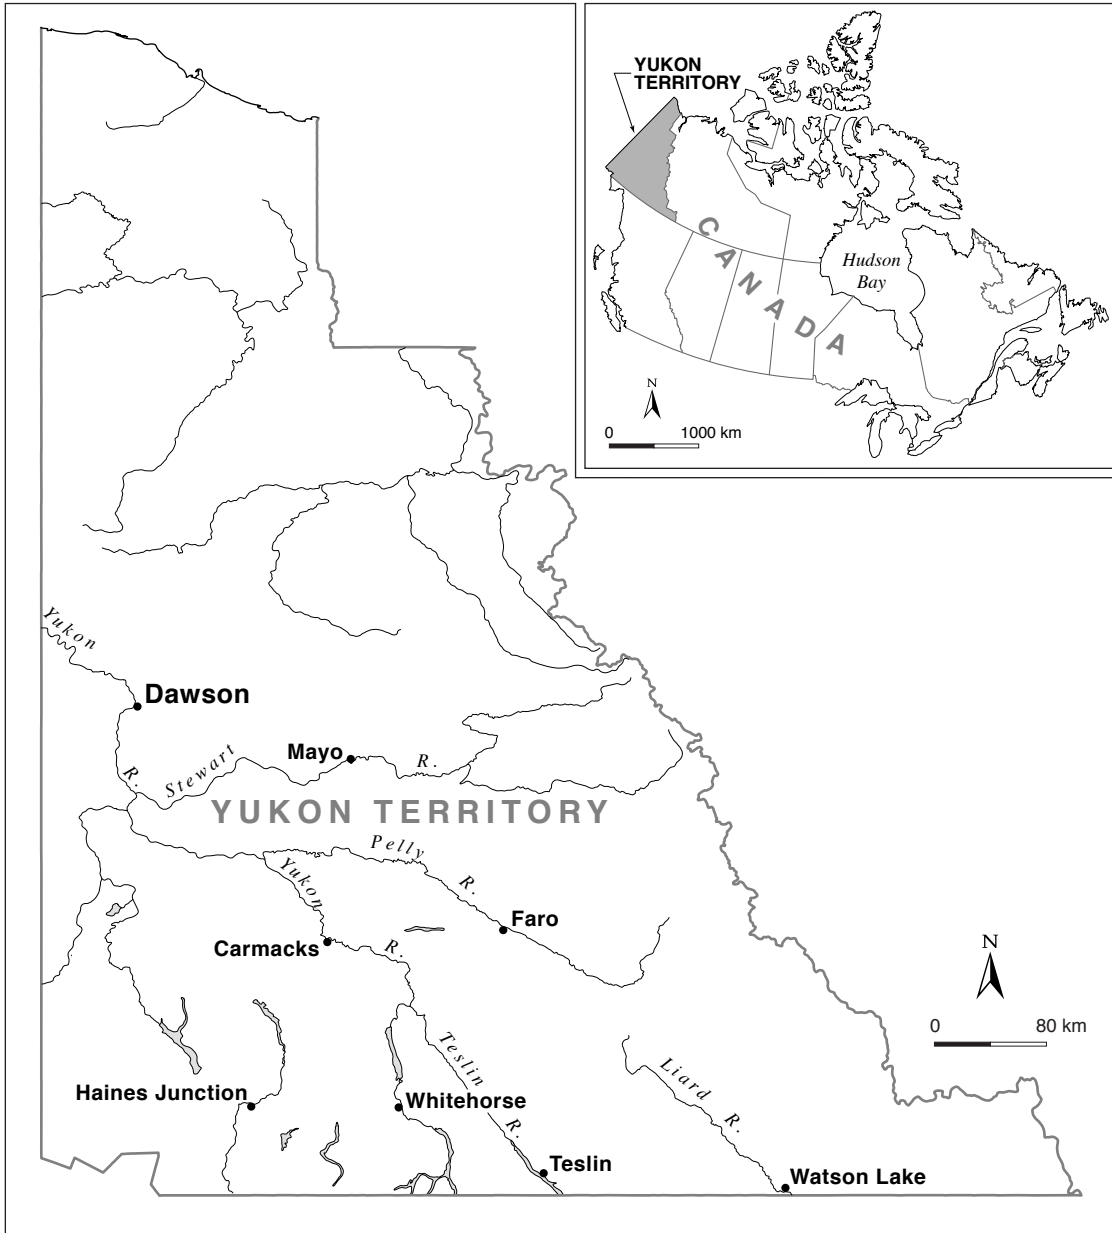 YUKON
TERRITORY
CANADA
Hudson
Bay
N
0 1000 km
Yukon
R.
Dawson
Stewart
R.
Mayo
YUKON TERRITORY
Pelly
R.
Yukon
R.
Faro
Carmacks
N
0 80 km
Teslin
R.
Liard
R.
Haines Junction
Whitehorse
Teslin
Watson Lake